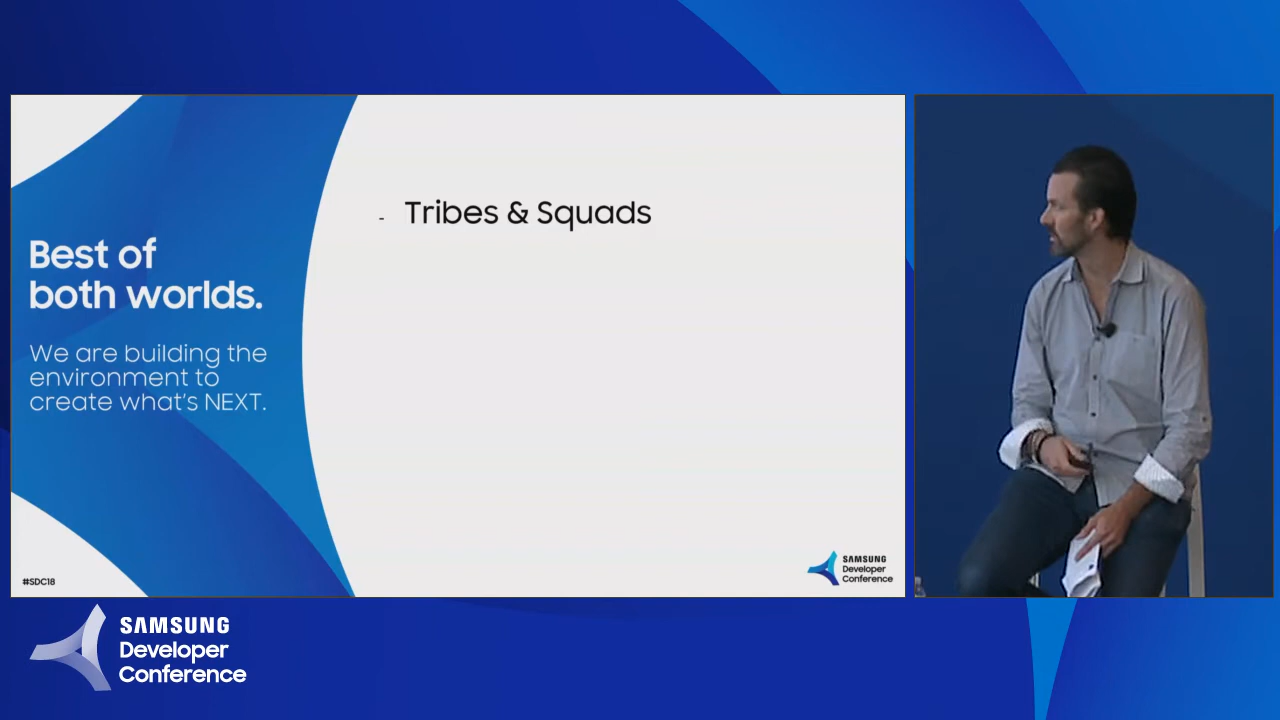 - Tribes & Squads
Best of
both worlds.
We are building the
environment to
create what's NEXT.
#SDC18
SAMSUNG
Developer
Conference
SAMSUNG
Developer
Conference